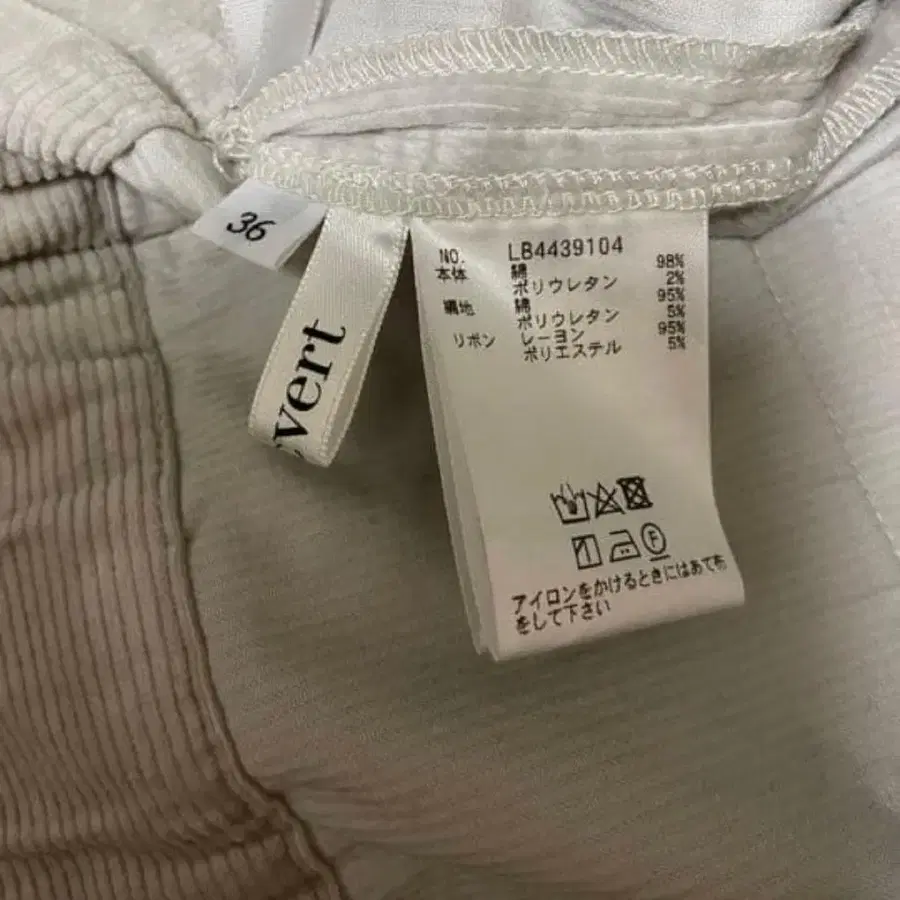 36
evert
NO. LB4439104
本体 綿 98%
ポリウレタン 2%
編地 綿 95%
ポリウレタン 5%
リボン レーヨン 95%
ポリエステル 5%
F
アイロンをかけるときにはあて布
をして下さい